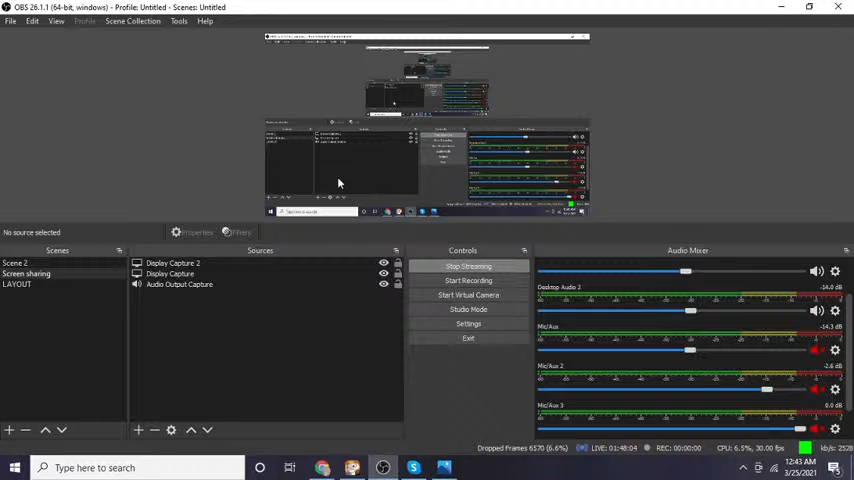 OBS 26.1.1 (64-bit, windows) - Profile: Untitled - Scenes: Untitled
File Edit View Profile Scene Collection Tools Help
No source selected Properties Filters
Scenes Sources Controls Audio Mixer
Scene 2
Screen sharing
LAYOUT
Display Capture 2
Display Capture
Audio Output Capture
Stop Streaming
Start Recording
Start Virtual Camera
Studio Mode
Settings
Exit
Desktop Audio 2 -14.0 dB
Mic/Aux -14.3 dB
Mic/Aux 2 -2.6 dB
Mic/Aux 3 0.0 dB
Dropped Frames 6570 (6.6%) LIVE: 01:48:04 REC: 00:00:00 CPU: 6.5%, 30.00 fps kb/s: 2528
Type here to search
12:43 AM
3/25/2021